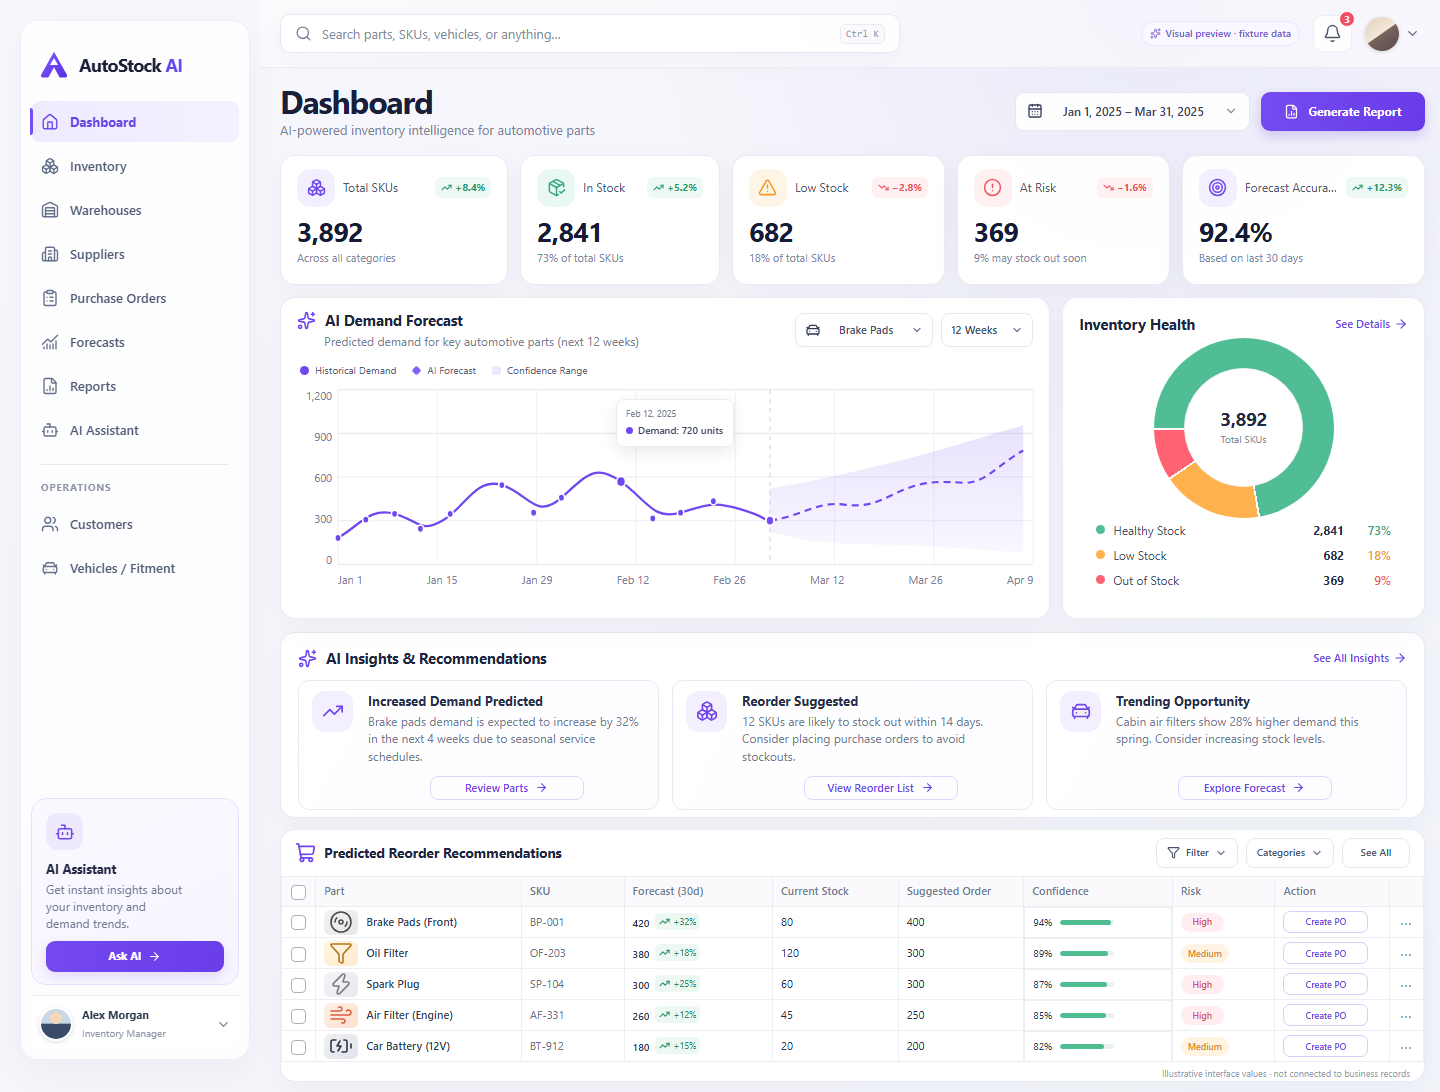 AutoStock AI
Dashboard
Inventory
Warehouses
Suppliers
Purchase Orders
Forecasts
Reports
AI Assistant
OPERATIONS
Customers
Vehicles / Fitment
AI Assistant
Get instant insights about
your inventory and
demand trends.
Ask AI
Alex Morgan
Inventory Manager
Search parts, SKUs, vehicles, or anything...
Ctrl K
Visual preview · fixture data
3
Dashboard
AI-powered inventory intelligence for automotive parts
Jan 1, 2025 – Mar 31, 2025
Generate Report
Total SKUs
+8.4%
3,892
Across all categories
In Stock
+5.2%
2,841
73% of total SKUs
Low Stock
−2.8%
682
18% of total SKUs
At Risk
−1.6%
369
9% may stock out soon
Forecast Accura...
+12.3%
92.4%
Based on last 30 days
AI Demand Forecast
Predicted demand for key automotive parts (next 12 weeks)
Brake Pads
12 Weeks
Historical Demand
AI Forecast
Confidence Range
1,200
900
600
300
0
Feb 12, 2025
Demand: 720 units
Jan 1
Jan 15
Jan 29
Feb 12
Feb 26
Mar 12
Mar 26
Apr 9
Inventory Health
See Details
3,892
Total SKUs
Healthy Stock 2,841 73%
Low Stock 682 18%
Out of Stock 369 9%
AI Insights & Recommendations
See All Insights
Increased Demand Predicted
Brake pads demand is expected to increase by 32%
in the next 4 weeks due to seasonal service
schedules.
Review Parts
Reorder Suggested
12 SKUs are likely to stock out within 14 days.
Consider placing purchase orders to avoid
stockouts.
View Reorder List
Trending Opportunity
Cabin air filters show 28% higher demand this
spring. Consider increasing stock levels.
Explore Forecast
Predicted Reorder Recommendations
Filter
Categories
See All
Part SKU Forecast (30d) Current Stock Suggested Order Confidence Risk Action
Brake Pads (Front) BP-001 420 +32% 80 400 94% High Create PO ...
Oil Filter OF-203 380 +18% 120 300 89% Medium Create PO ...
Spark Plug SP-104 300 +25% 60 300 87% High Create PO ...
Air Filter (Engine) AF-331 260 +12% 45 250 85% High Create PO ...
Car Battery (12V) BT-912 180 +15% 20 200 82% Medium Create PO ...
Illustrative interface values · not connected to business records